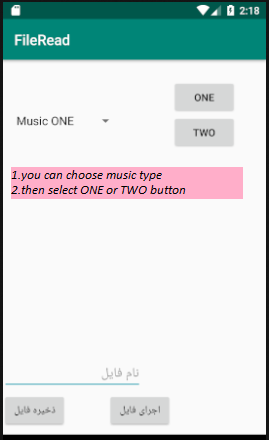 2:18
FileRead
ONE
Music ONE
TWO
1.you can choose music type
2.then select ONE or TWO button
نام فایل
ذخیره فایل
اجرای فایل